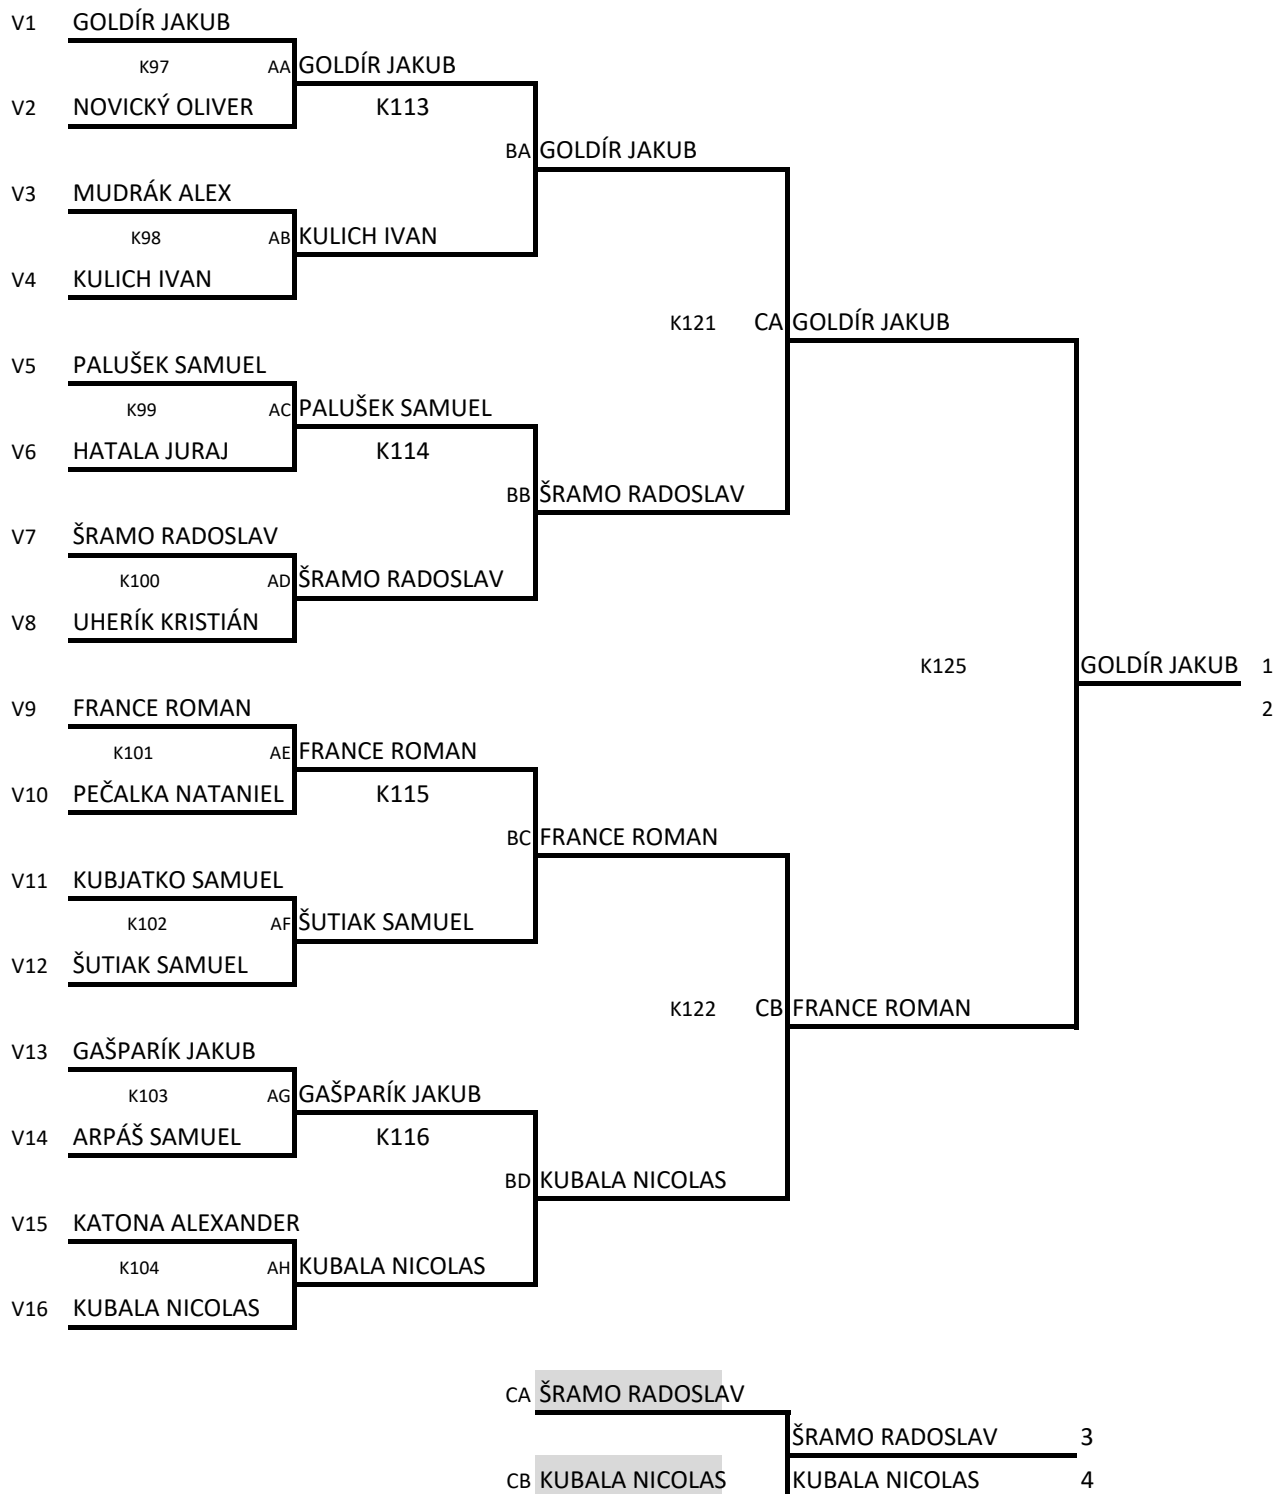 V1 GOLDÍR JAKUB
K97 AA GOLDÍR JAKUB
V2 NOVICKÝ OLIVER K113
BA GOLDÍR JAKUB
V3 MUDRÁK ALEX
K98 AB KULICH IVAN
V4 KULICH IVAN
K121 CA GOLDÍR JAKUB
V5 PALUŠEK SAMUEL
K99 AC PALUŠEK SAMUEL
V6 HATALA JURAJ K114
BB ŠRAMO RADOSLAV
V7 ŠRAMO RADOSLAV
K100 AD ŠRAMO RADOSLAV
V8 UHERÍK KRISTIÁN
K125 GOLDÍR JAKUB 1
V9 FRANCE ROMAN 2
K101 AE FRANCE ROMAN
V10 PEČALKA NATANIEL K115
BC FRANCE ROMAN
V11 KUBJATKO SAMUEL
K102 AF ŠUTIAK SAMUEL
V12 ŠUTIAK SAMUEL
K122 CB FRANCE ROMAN
V13 GAŠPARÍK JAKUB
K103 AG GAŠPARÍK JAKUB
V14 ARPÁŠ SAMUEL K116
BD KUBALA NICOLAS
V15 KATONA ALEXANDER
K104 AH KUBALA NICOLAS
V16 KUBALA NICOLAS
CA ŠRAMO RADOSLAV
ŠRAMO RADOSLAV 3
CB KUBALA NICOLAS KUBALA NICOLAS 4